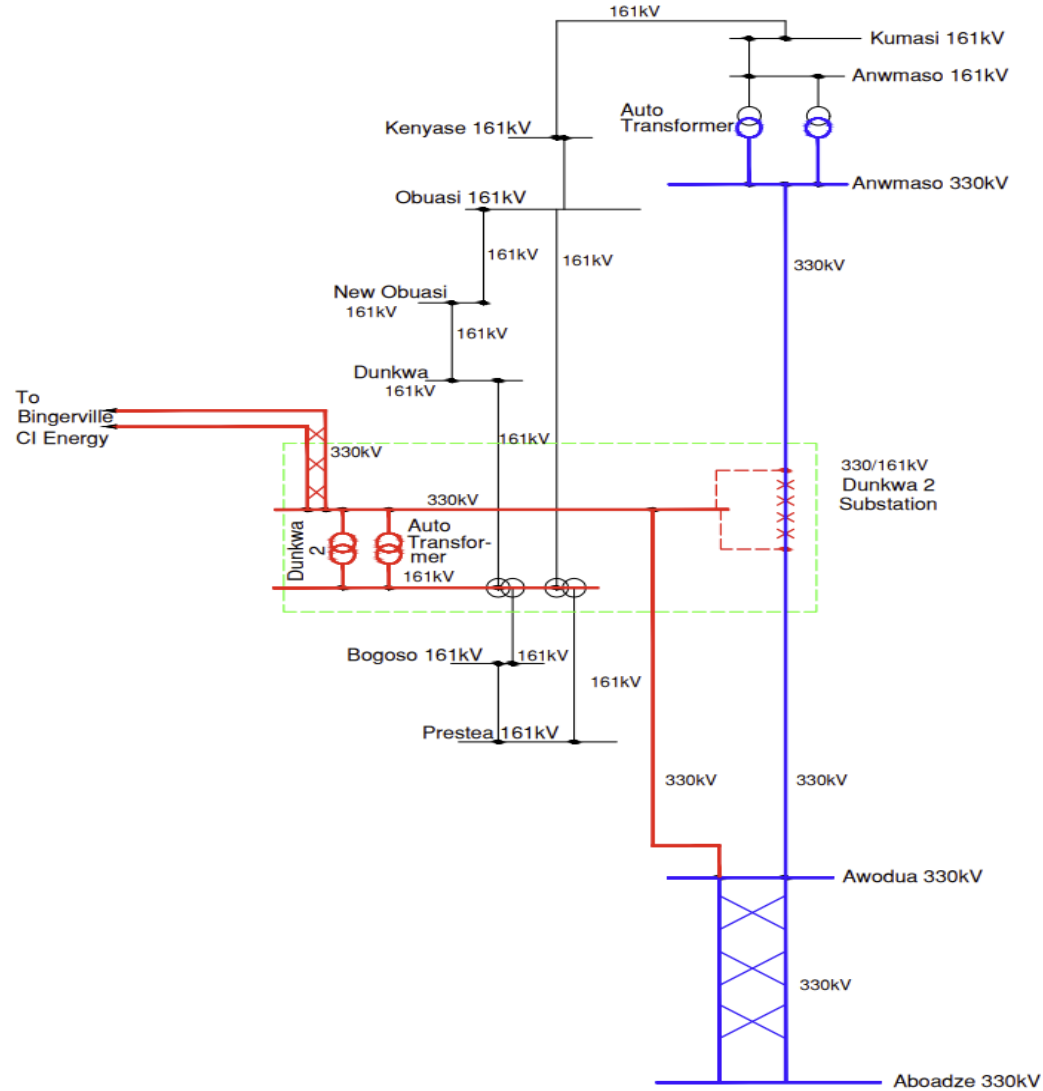 161kV
Kumasi 161kV
Anwmaso 161kV
Auto
Transformer
Kenyase 161kV
Anwmaso 330kV
Obuasi 161kV
161kV
161kV
330kV
New Obuasi
161kV
161kV
Dunkwa
161kV
To
Bingerville
CI Energy
161kV
330kV
330/161kV
Dunkwa 2
Substation
330kV
Dunkwa
2
Auto
Transfor-
mer
161kV
Bogoso 161kV
161kV
161kV
Prestea 161kV
330kV
330kV
Awodua 330kV
330kV
Aboadze 330kV